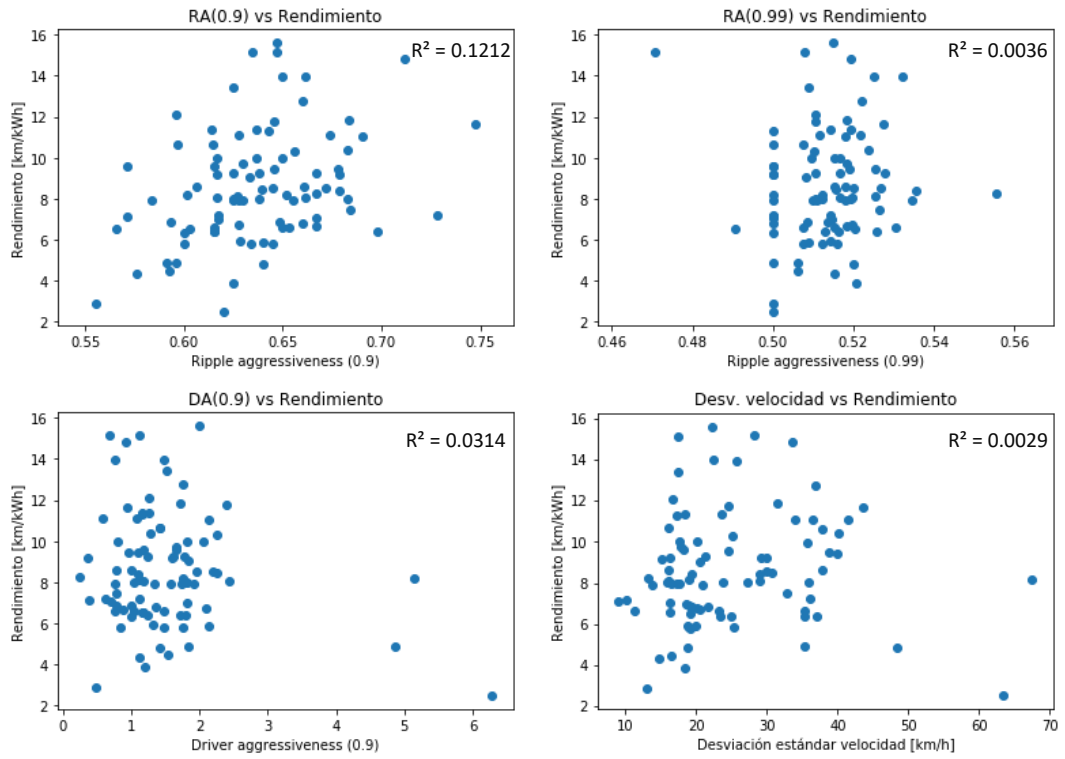 RA(0.9) vs Rendimiento
R² = 0.1212
16
14
12
10
8
6
4
2
Rendimiento [km/kWh]
0.55 0.60 0.65 0.70 0.75
Ripple aggressiveness (0.9)
RA(0.99) vs Rendimiento
R² = 0.0036
16
14
12
10
8
6
4
2
Rendimiento [km/kWh]
0.46 0.48 0.50 0.52 0.54 0.56
Ripple aggressiveness (0.99)
DA(0.9) vs Rendimiento
R² = 0.0314
16
14
12
10
8
6
4
2
Rendimiento [km/kWh]
0 1 2 3 4 5 6
Driver aggressiveness (0.9)
Desv. velocidad vs Rendimiento
R² = 0.0029
16
14
12
10
8
6
4
2
Rendimiento [km/kWh]
10 20 30 40 50 60 70
Desviación estándar velocidad [km/h]